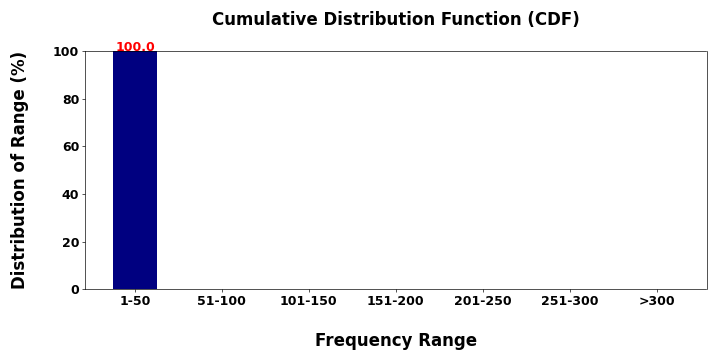 Cumulative Distribution Function (CDF)
100.0
100
80
60
40
20
0
Distribution of Range (%)
1-50 51-100 101-150 151-200 201-250 251-300 >300
Frequency Range